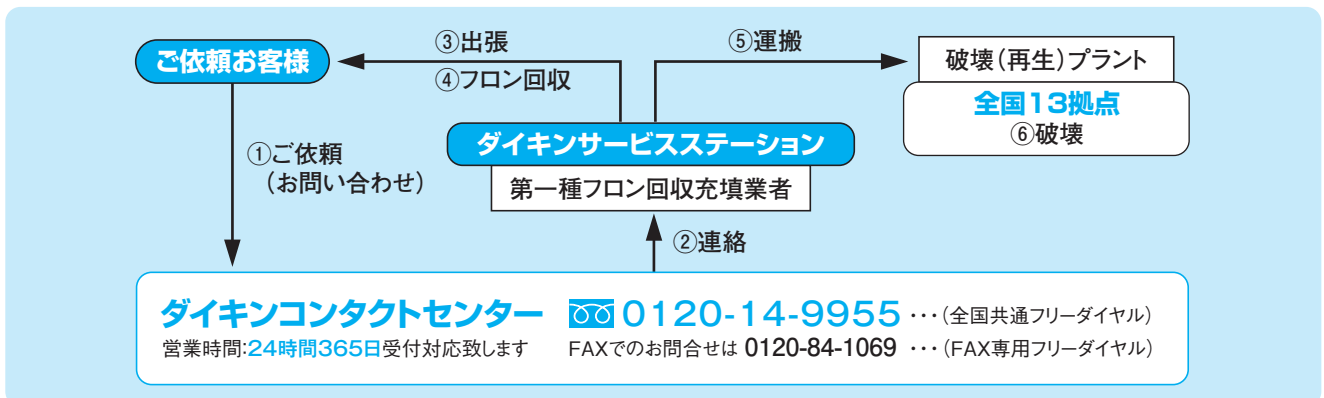 ご依頼お客様
③出張
④フロン回収
⑤運搬
破壊（再生）プラント
全国13拠点
⑥破壊
①ご依頼
（お問い合わせ）
ダイキンサービスステーション
第一種フロン回収充填業者
②連絡
ダイキンコンタクトセンター 0120-14-9955 ･･･（全国共通フリーダイヤル）
営業時間:24時間365日受付対応致します FAXでのお問合せは 0120-84-1069 ･･･（FAX専用フリーダイヤル）